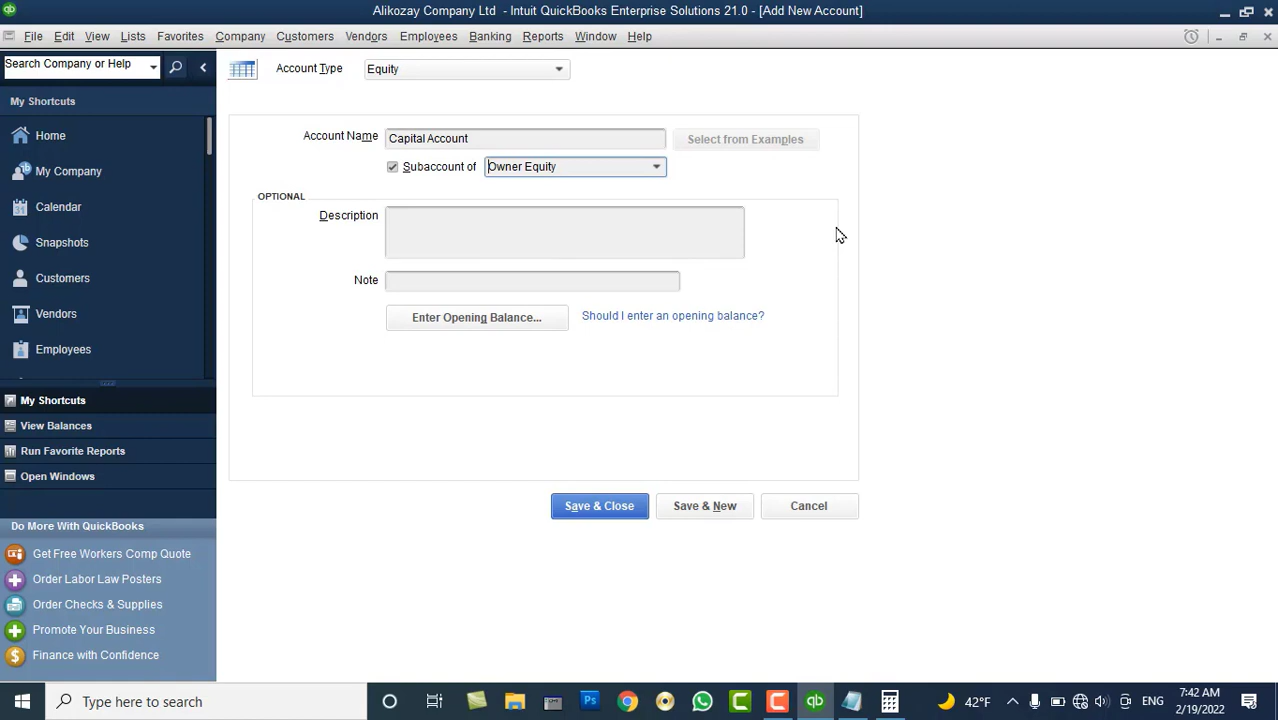 Alikozay Company Ltd - Intuit QuickBooks Enterprise Solutions 21.0 - [Add New Account]
File Edit View Lists Favorites Company Customers Vendors Employees Banking Reports Window Help
Search Company or Help
My Shortcuts
Home
My Company
Calendar
Snapshots
Customers
Vendors
Employees
My Shortcuts
View Balances
Run Favorite Reports
Open Windows
Do More With QuickBooks
Get Free Workers Comp Quote
Order Labor Law Posters
Order Checks & Supplies
Promote Your Business
Finance with Confidence
Account Type Equity
Account Name Capital Account Select from Examples
Subaccount of Owner Equity
OPTIONAL
Description
Note
Enter Opening Balance... Should I enter an opening balance?
Save & Close Save & New Cancel
Type here to search
Ps
qb
42°F
ENG
7:42 AM
2/19/2022